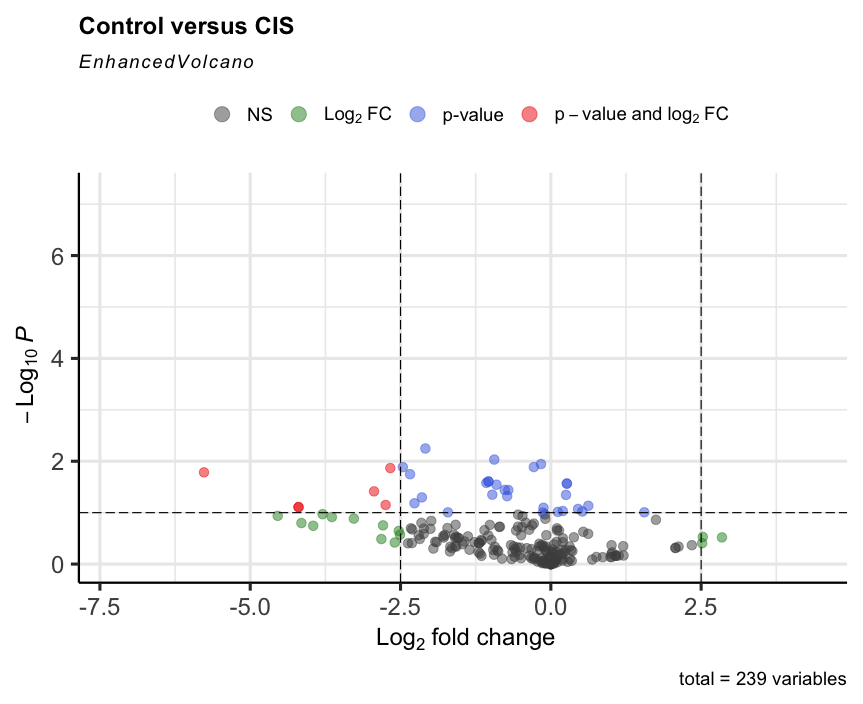 Control versus CIS
EnhancedVolcano
NS Log₂ FC p-value p – value and log₂ FC
6
4
2
0
– Log₁₀ P
-7.5 -5.0 -2.5 0.0 2.5
Log₂ fold change
total = 239 variables